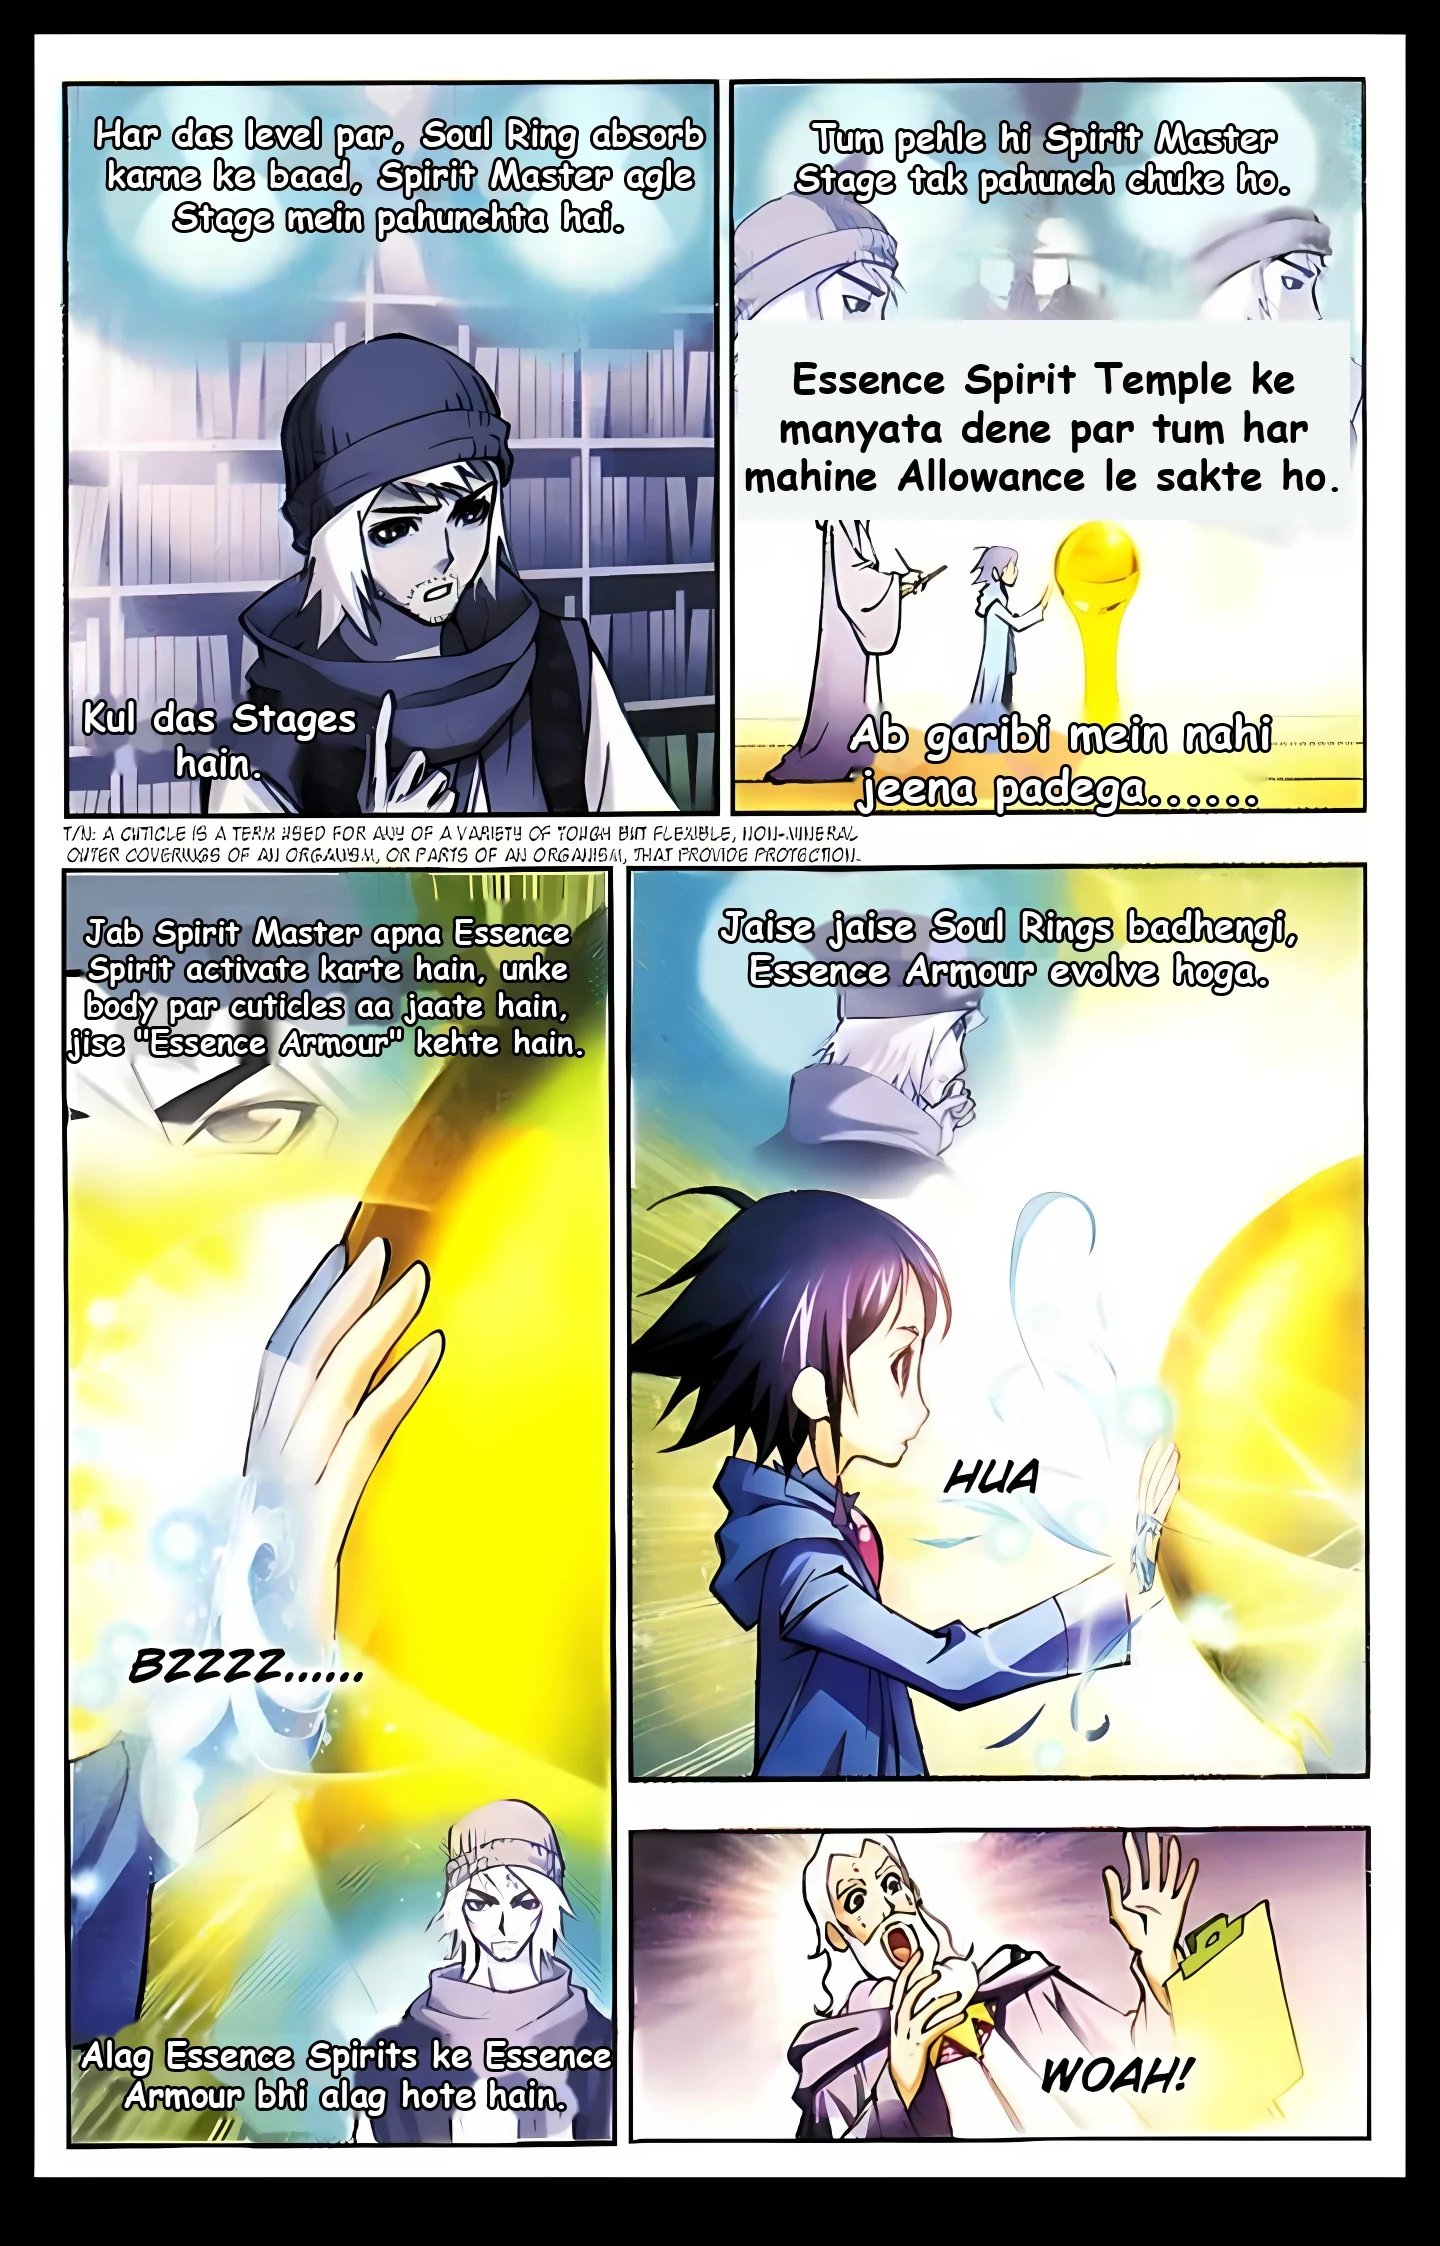 Har das level par, Soul Ring absorb
karne ke baad, Spirit Master agle
Stage mein pahunchta hai.
Kul das Stages
hain.
Tum pehle hi Spirit Master
Stage tak pahunch chuke ho.
Essence Spirit Temple ke
manyata dene par tum har
mahine Allowance le sakte ho.
Ab garibi mein nahi
jeena padega......
T/N: A CUTICLE IS A TERM USED FOR ANY OF A VARIETY OF TOUGH BUT FLEXIBLE, NON-MINERAL
OUTER COVERINGS OF AN ORGANISM, OR PARTS OF AN ORGANISM, THAT PROVIDE PROTECTION.
Jab Spirit Master apna Essence
Spirit activate karte hain, unke
body par cuticles aa jaate hain,
jise "Essence Armour" kehte hain.
BZZZZ......
Alag Essence Spirits ke Essence
Armour bhi alag hote hain.
Jaise jaise Soul Rings badhengi,
Essence Armour evolve hoga.
HUA
WOAH!